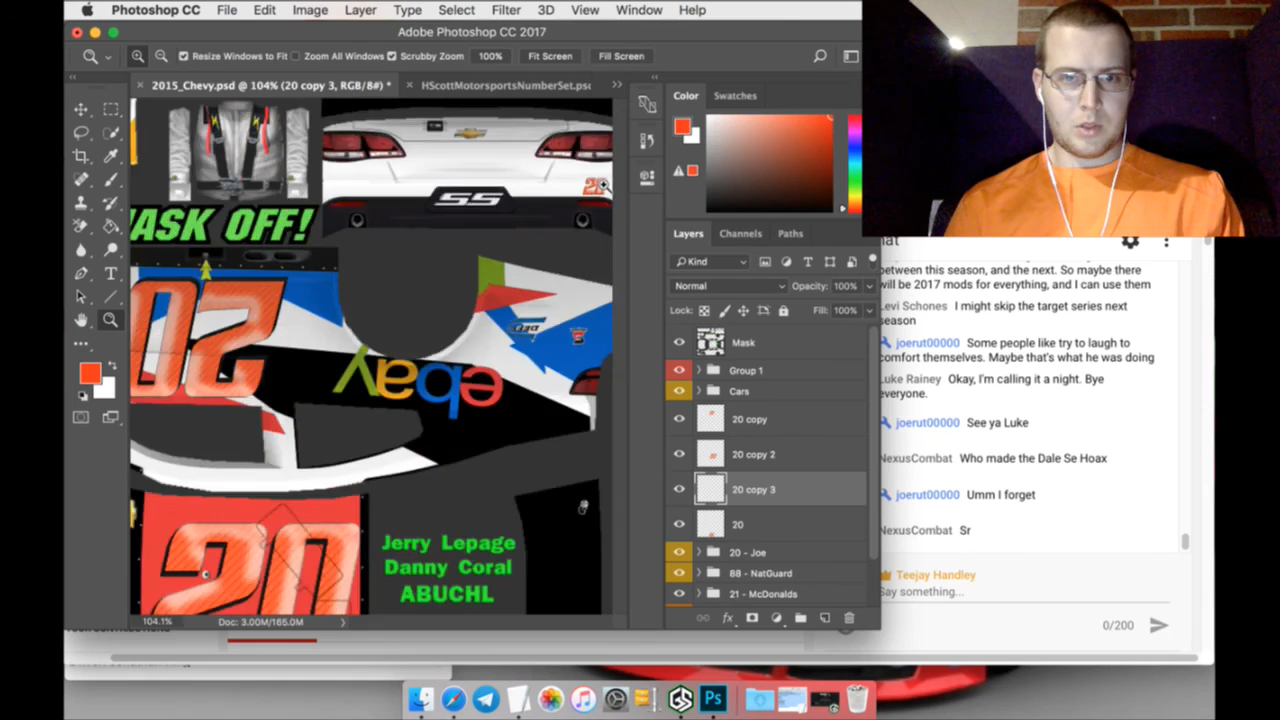 Photoshop CC File Edit Image Layer Type Select Filter 3D View Window Help
Adobe Photoshop CC 2017
Resize Windows to Fit Zoom All Windows Scrubby Zoom 100% Fit Screen Fill Screen
2015_Chevy.psd @ 104% (20 copy 3, RGB/8#) *
HScottMotorsportsNumberSet.psd
Color Swatches
SS
20
MASK OFF!
20
ebay
20
Jerry Lepage
Danny Coral
ABUCHL
104.1% Doc: 3.00M/165.0M
Layers Channels Paths
Kind
Normal Opacity: 100%
Lock: Fill: 100%
Mask
Group 1
Cars
20 copy
20 copy 2
20 copy 3
20
20 - Joe
88 - NatGuard
21 - McDonalds
fx
between this season, and the next. So maybe there
will be 2017 mods for everything, and I can use them
Levi Schones I might skip the target series next
season
joerut00000 Some people like try to laugh to
comfort themselves. Maybe that's what he was doing
Luke Rainey Okay, I'm calling it a night. Bye
everyone.
joerut00000 See ya Luke
NexusCombat Who made the Dale Se Hoax
joerut00000 Umm I forget
NexusCombat Sr
Teejay Handley
Say something...
0/200
Ps